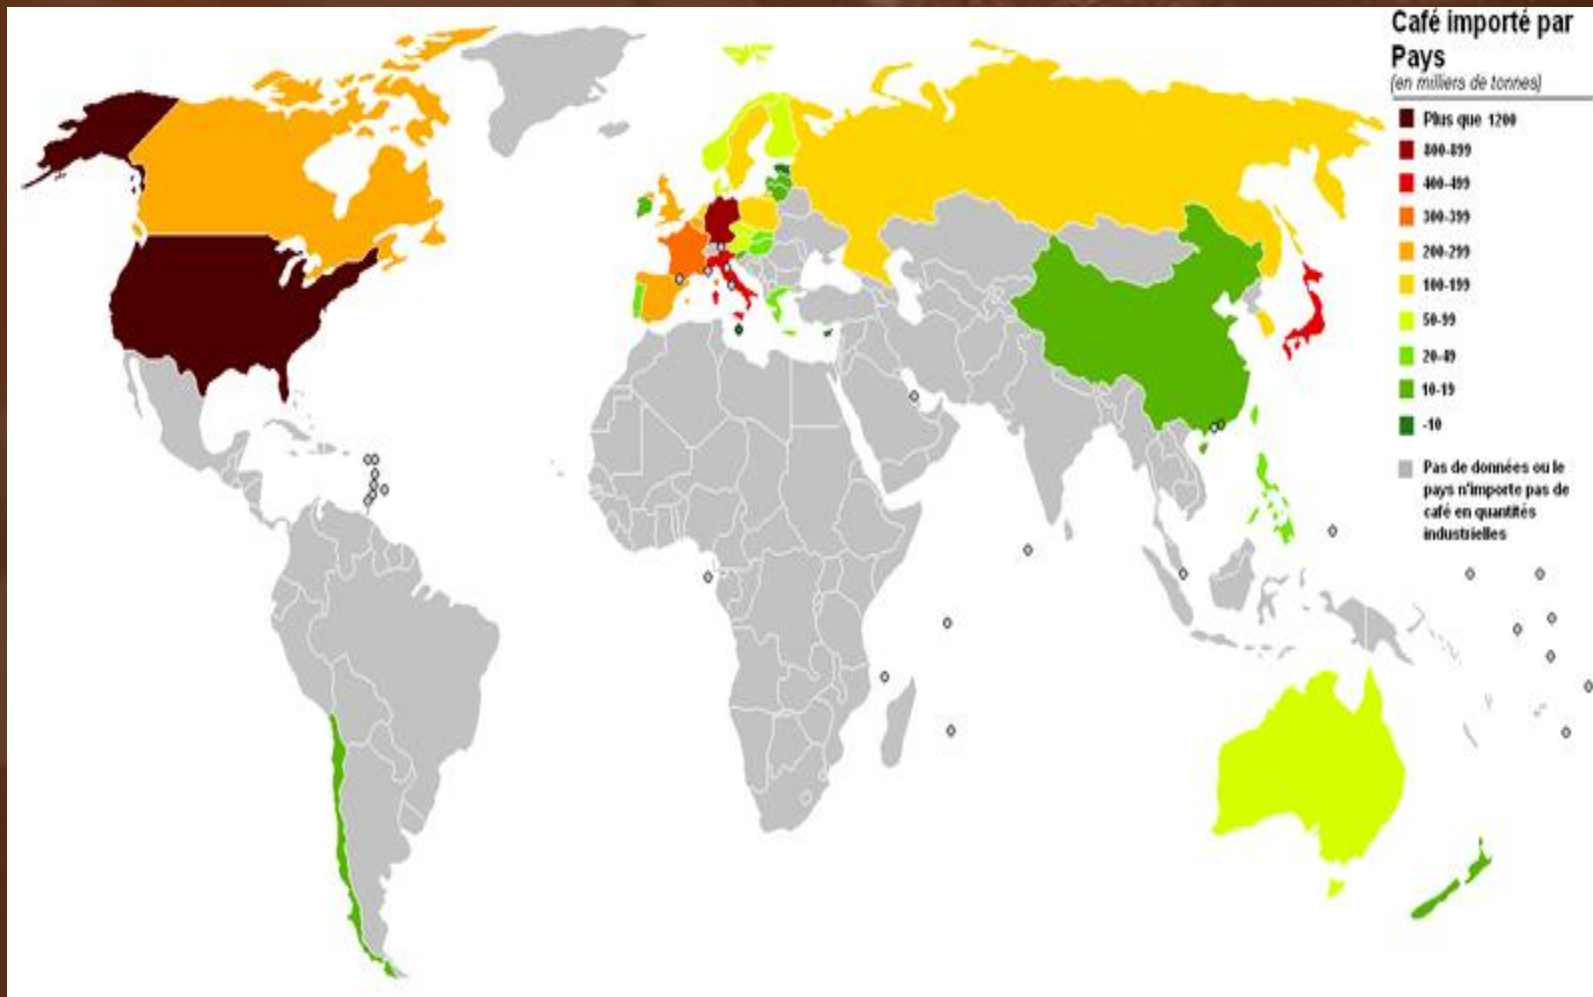 Café importé par
Pays
(en milliers de tonnes)
Plus que 1200
800-899
400-499
300-399
200-299
100-199
50-99
20-49
10-19
-10
Pas de données ou le
pays n'importe pas de
café en quantités
industrielles